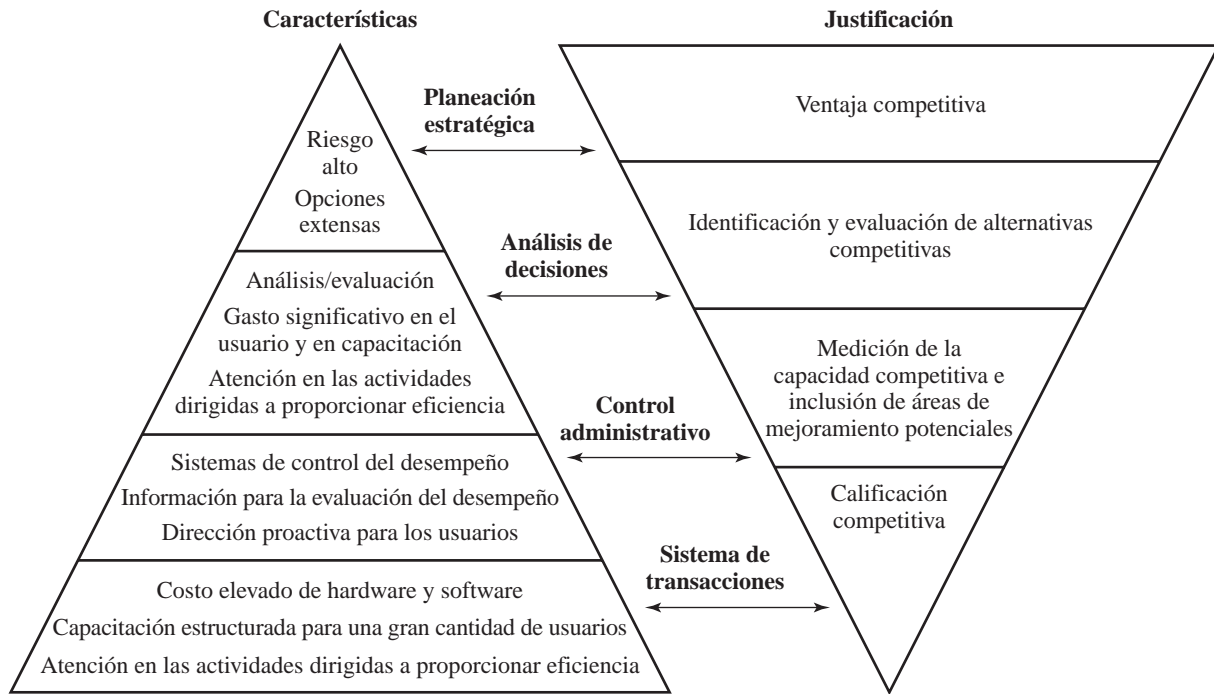 Características
Justificación
Planeación
estratégica
Riesgo
alto
Opciones
extensas
Ventaja competitiva
Análisis de
decisiones
Análisis/evaluación
Gasto significativo en el
usuario y en capacitación
Atención en las actividades
dirigidas a proporcionar eficiencia
Identificación y evaluación de alternativas
competitivas
Control
administrativo
Sistemas de control del desempeño
Información para la evaluación del desempeño
Dirección proactiva para los usuarios
Medición de la
capacidad competitiva e
inclusión de áreas de
mejoramiento potenciales
Sistema de
transacciones
Costo elevado de hardware y software
Capacitación estructurada para una gran cantidad de usuarios
Atención en las actividades dirigidas a proporcionar eficiencia
Calificación
competitiva